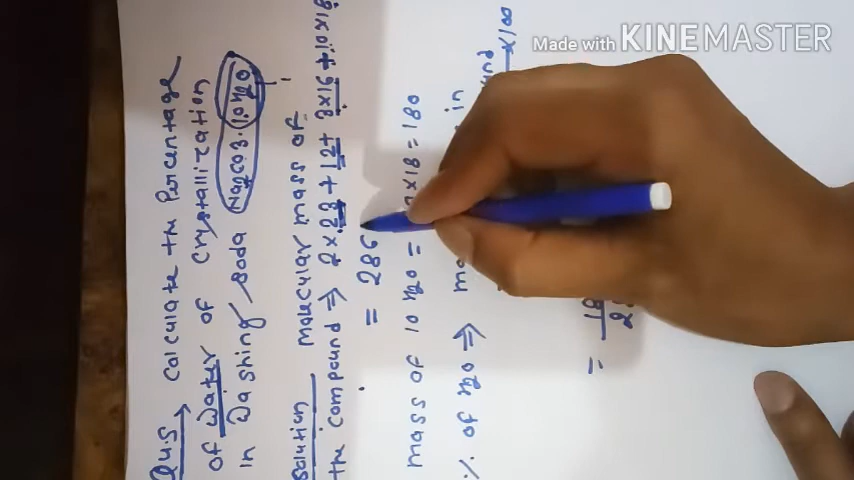 Made with KINEMASTER
Qus → Calculate the Percentage
of Water of crystallization
in Washing soda Na2CO3.10H2O
Solution molecular mass of
the compound ⇒ 2×23 + 12 + 3×16 + 10×18
= 286
mass of 10 H2O = ×18 = 180
% of H2O ⇒ in
×100
=